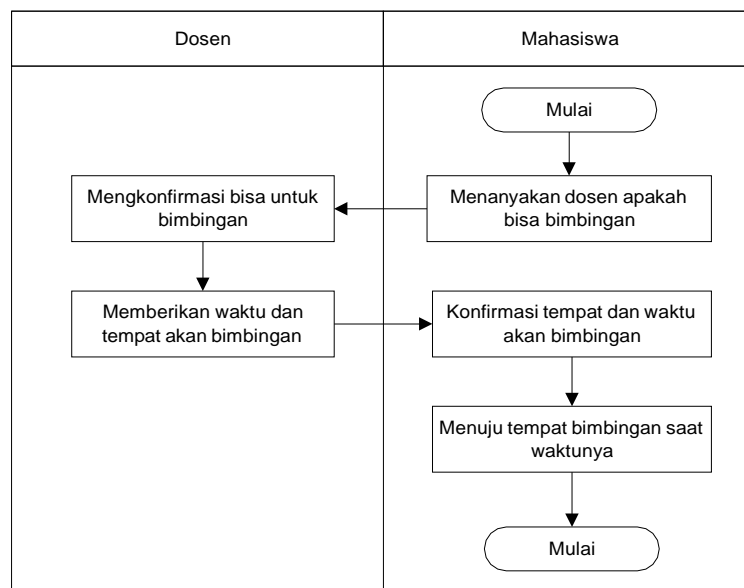 Dosen
Mahasiswa
Mulai
Menanyakan dosen apakah
bisa bimbingan
Mengkonfirmasi bisa untuk
bimbingan
Memberikan waktu dan
tempat akan bimbingan
Konfirmasi tempat dan waktu
akan bimbingan
Menuju tempat bimbingan saat
waktunya
Mulai